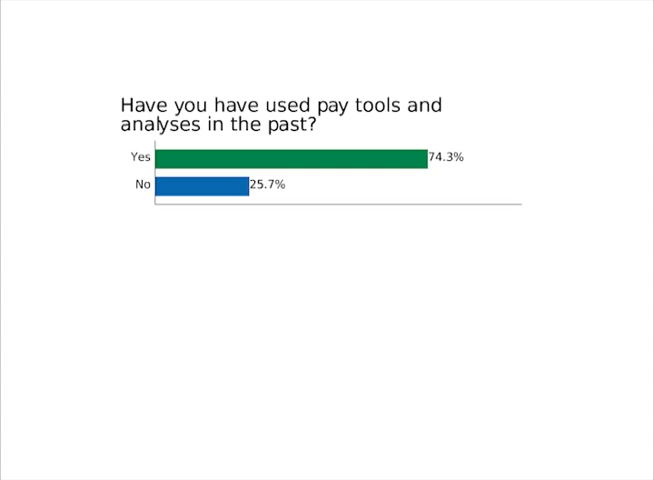 Have you have used pay tools and
analyses in the past?
Yes 74.3%
No 25.7%